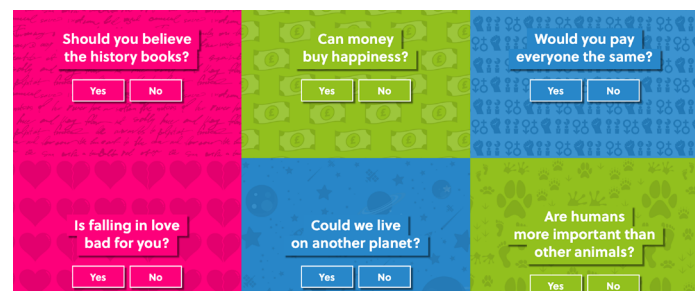 Should you believe
the history books?
Yes No
Can money
buy happiness?
Yes No
Would you pay
everyone the same?
Yes No
Is falling in love
bad for you?
Yes No
Could we live
on another planet?
Yes No
Are humans
more important than
other animals?
Yes No